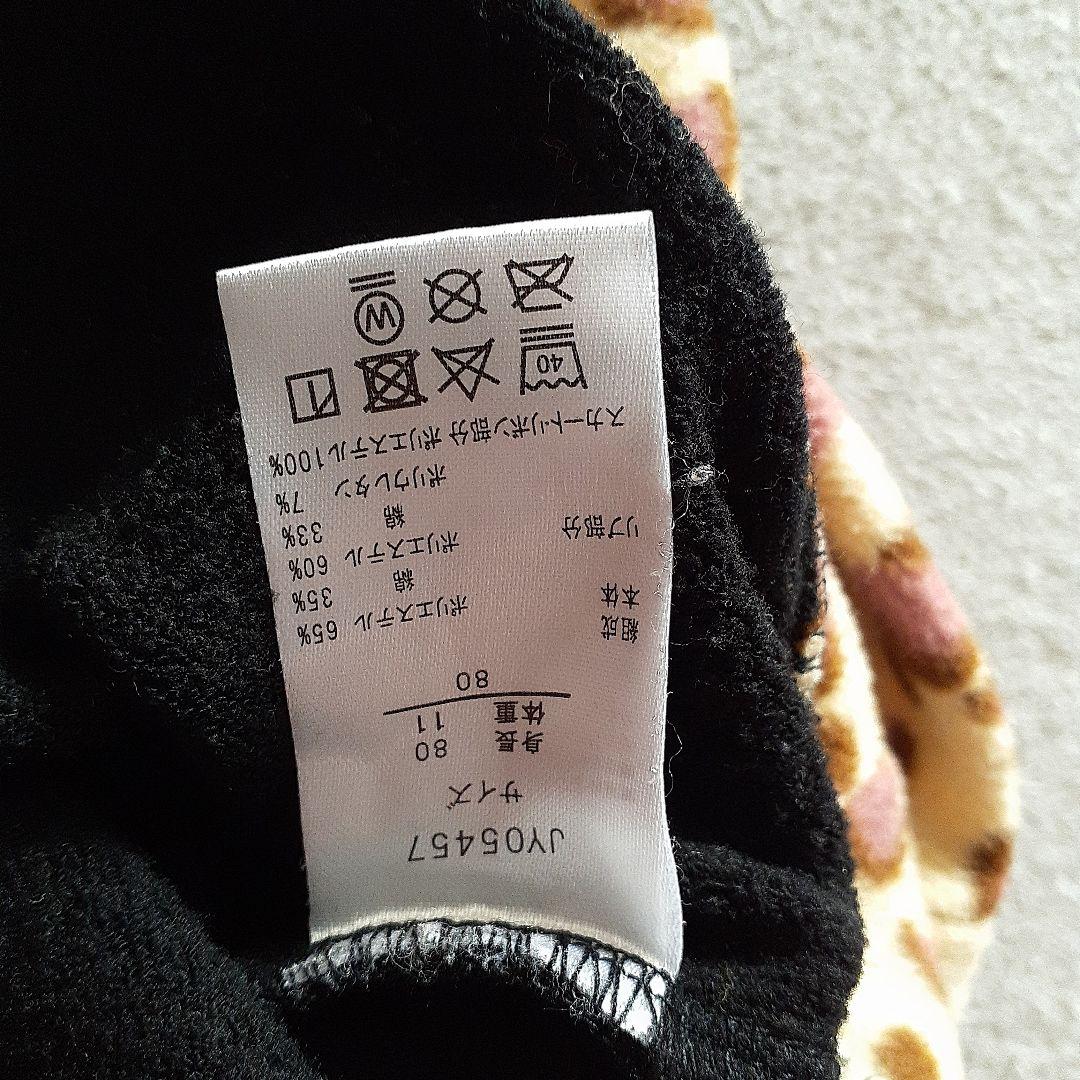 JY05457
サイズ
身長 80
体重 11
80
組成
本体 ポリエステル 65%
綿 35%
リブ部分 ポリエステル 60%
綿 33%
ポリウレタン 7%
スカート･リボン部分 ポリエステル100%
40
W